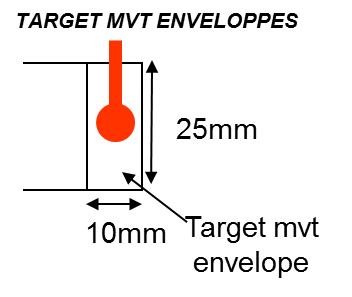 TARGET MVT ENVELOPPES
25mm
10mm
Target mvt
envelope